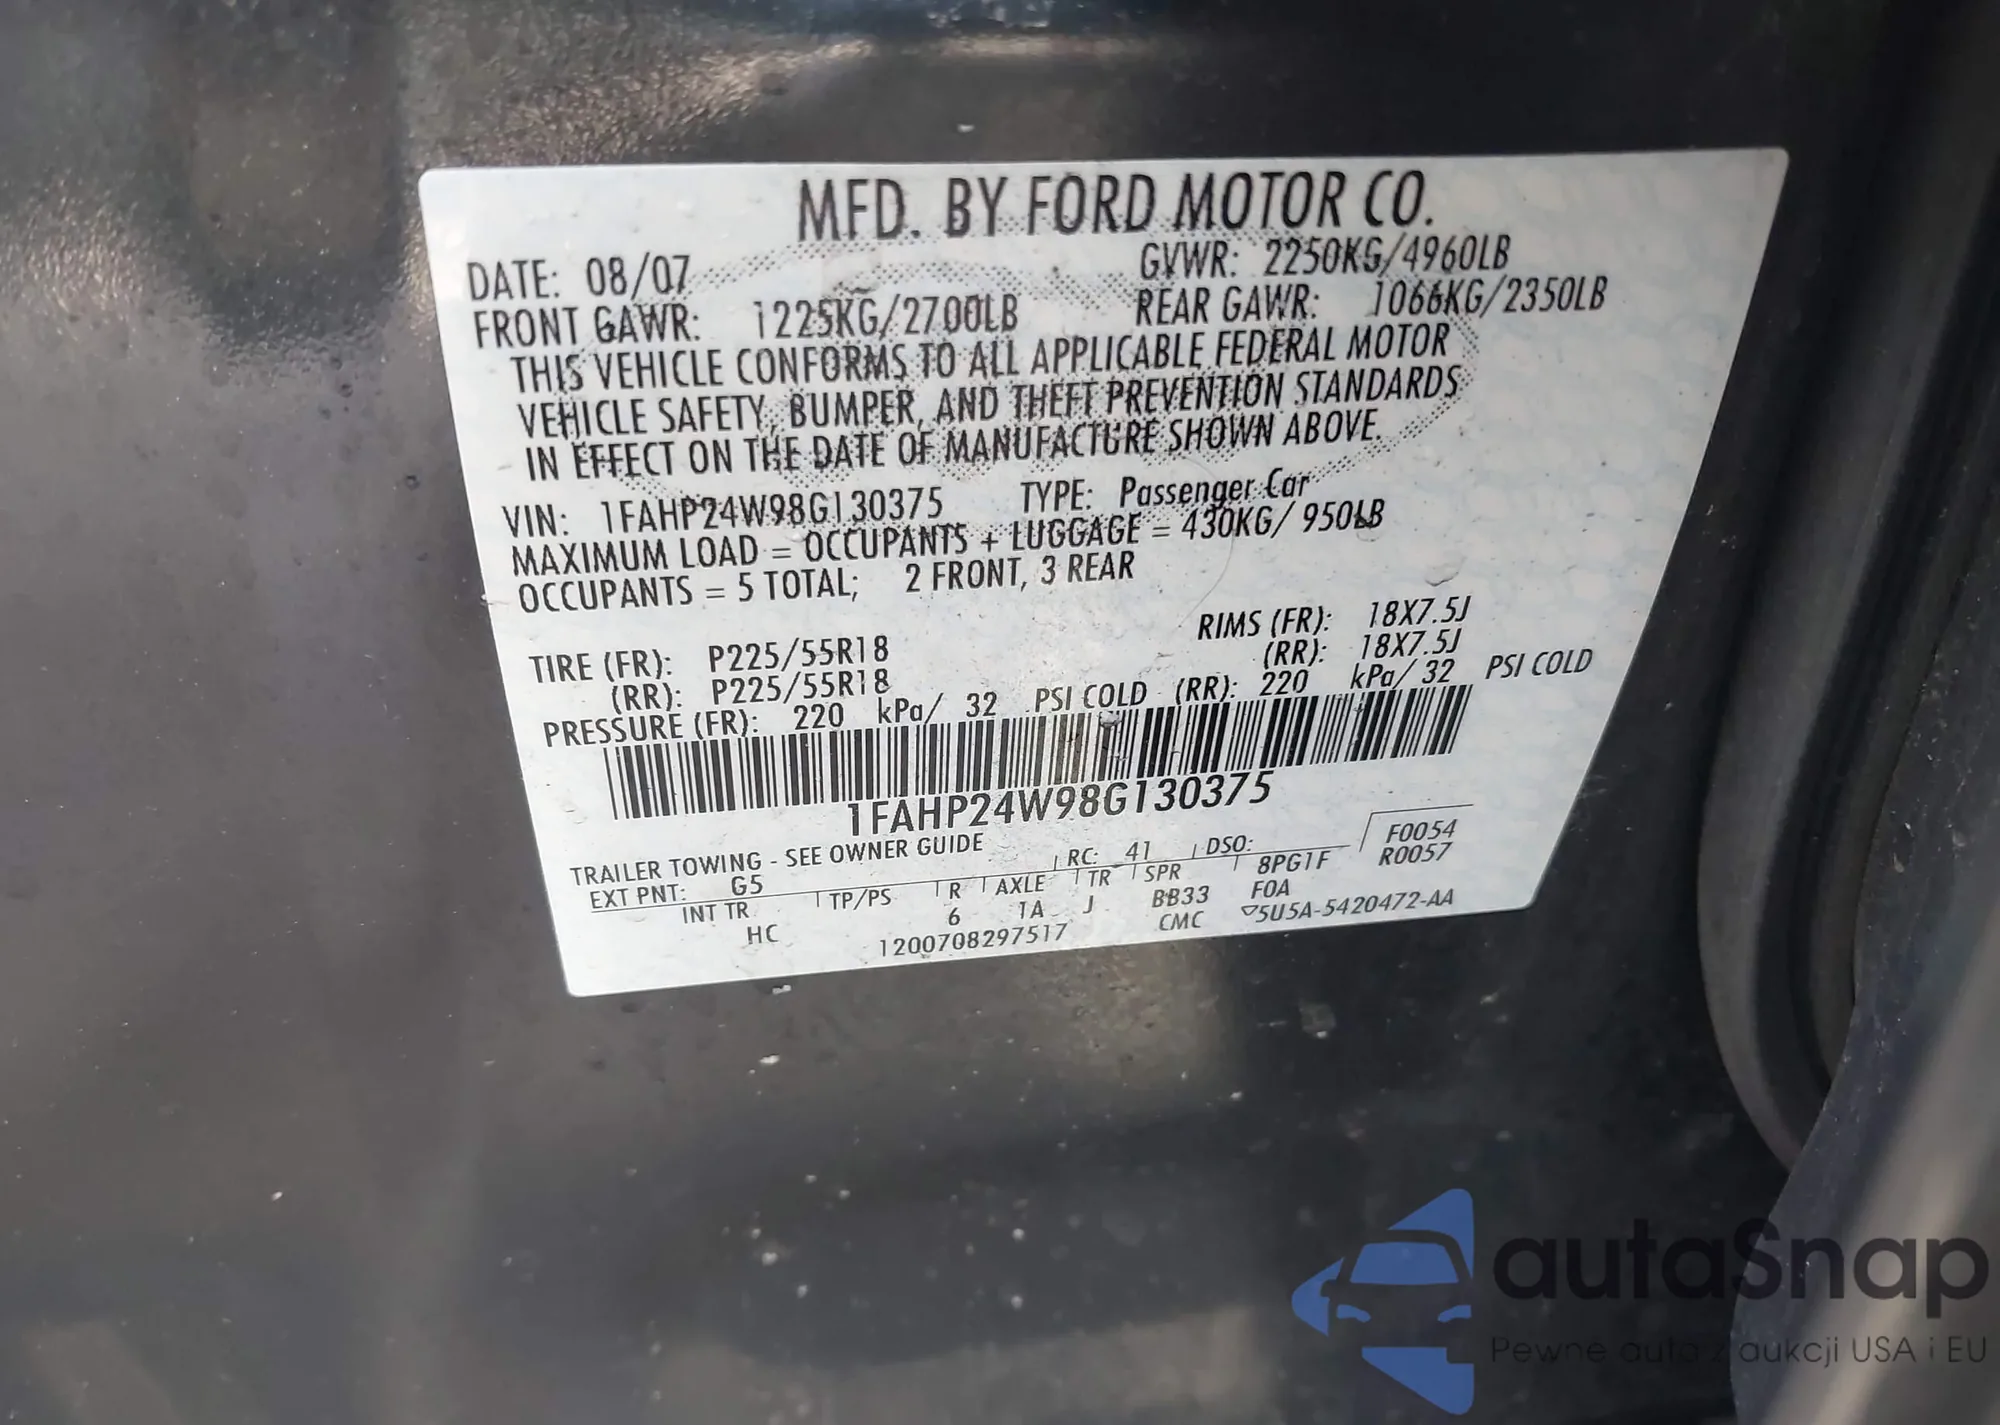 MFD. BY FORD MOTOR CO.
DATE: 08/07 GVWR: 2250KG/4960LB
FRONT GAWR: 1225KG/2700LB REAR GAWR: 1066KG/2350LB
THIS VEHICLE CONFORMS TO ALL APPLICABLE FEDERAL MOTOR
VEHICLE SAFETY, BUMPER, AND THEFT PREVENTION STANDARDS
IN EFFECT ON THE DATE OF MANUFACTURE SHOWN ABOVE.
VIN: 1FAHP24W98G130375 TYPE: Passenger Car
MAXIMUM LOAD = OCCUPANTS + LUGGAGE = 430KG/ 950LB
OCCUPANTS = 5 TOTAL; 2 FRONT, 3 REAR
TIRE (FR): P225/55R18 RIMS (FR): 18X7.5J
(RR): P225/55R18 (RR): 18X7.5J
PRESSURE (FR): 220 kPa/ 32 PSI COLD (RR): 220 kPa/ 32 PSI COLD
1FAHP24W98G130375
TRAILER TOWING - SEE OWNER GUIDE
EXT PNT: G5 RC: 41 DSO: F0054
INT TR TP/PS R AXLE TR SPR 8PG1F R0057
HC 6 1A J BB33 F0A
1200708297517 CMC 5U5A-5420472-AA
autaSnap
Pewne auta z aukcji USA i EU